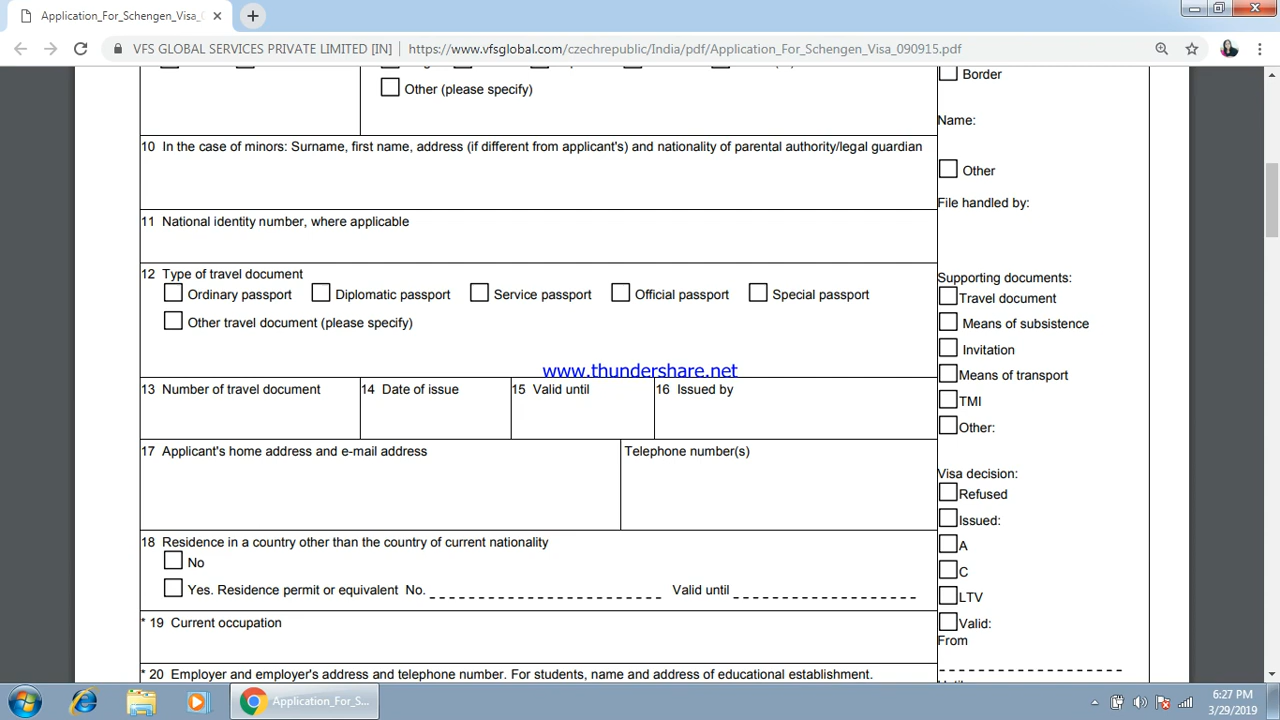 Application_For_Schengen_Visa_0
VFS GLOBAL SERVICES PRIVATE LIMITED [IN]
https://www.vfsglobal.com/czechrepublic/India/pdf/Application_For_Schengen_Visa_090915.pdf
Other (please specify)
10 In the case of minors: Surname, first name, address (if different from applicant's) and nationality of parental authority/legal guardian
11 National identity number, where applicable
12 Type of travel document
Ordinary passport Diplomatic passport Service passport Official passport Special passport
Other travel document (please specify)
www.thundershare.net
13 Number of travel document
14 Date of issue
15 Valid until
16 Issued by
17 Applicant's home address and e-mail address
Telephone number(s)
18 Residence in a country other than the country of current nationality
No
Yes. Residence permit or equivalent No. _ _ _ _ _ _ _ _ _ _ _ _ _ _ _ _ _ _ _ _ _ _ Valid until _ _ _ _ _ _ _ _ _ _ _ _ _ _ _ _ _
* 19 Current occupation
* 20 Employer and employer's address and telephone number. For students, name and address of educational establishment.
Border
Name:
Other
File handled by:
Supporting documents:
Travel document
Means of subsistence
Invitation
Means of transport
TMI
Other:
Visa decision:
Refused
Issued:
A
C
LTV
Valid:
From
_ _ _ _ _ _ _ _ _ _ _ _ _ _ _ _ _
Application_For_S...
6:27 PM
3/29/2019